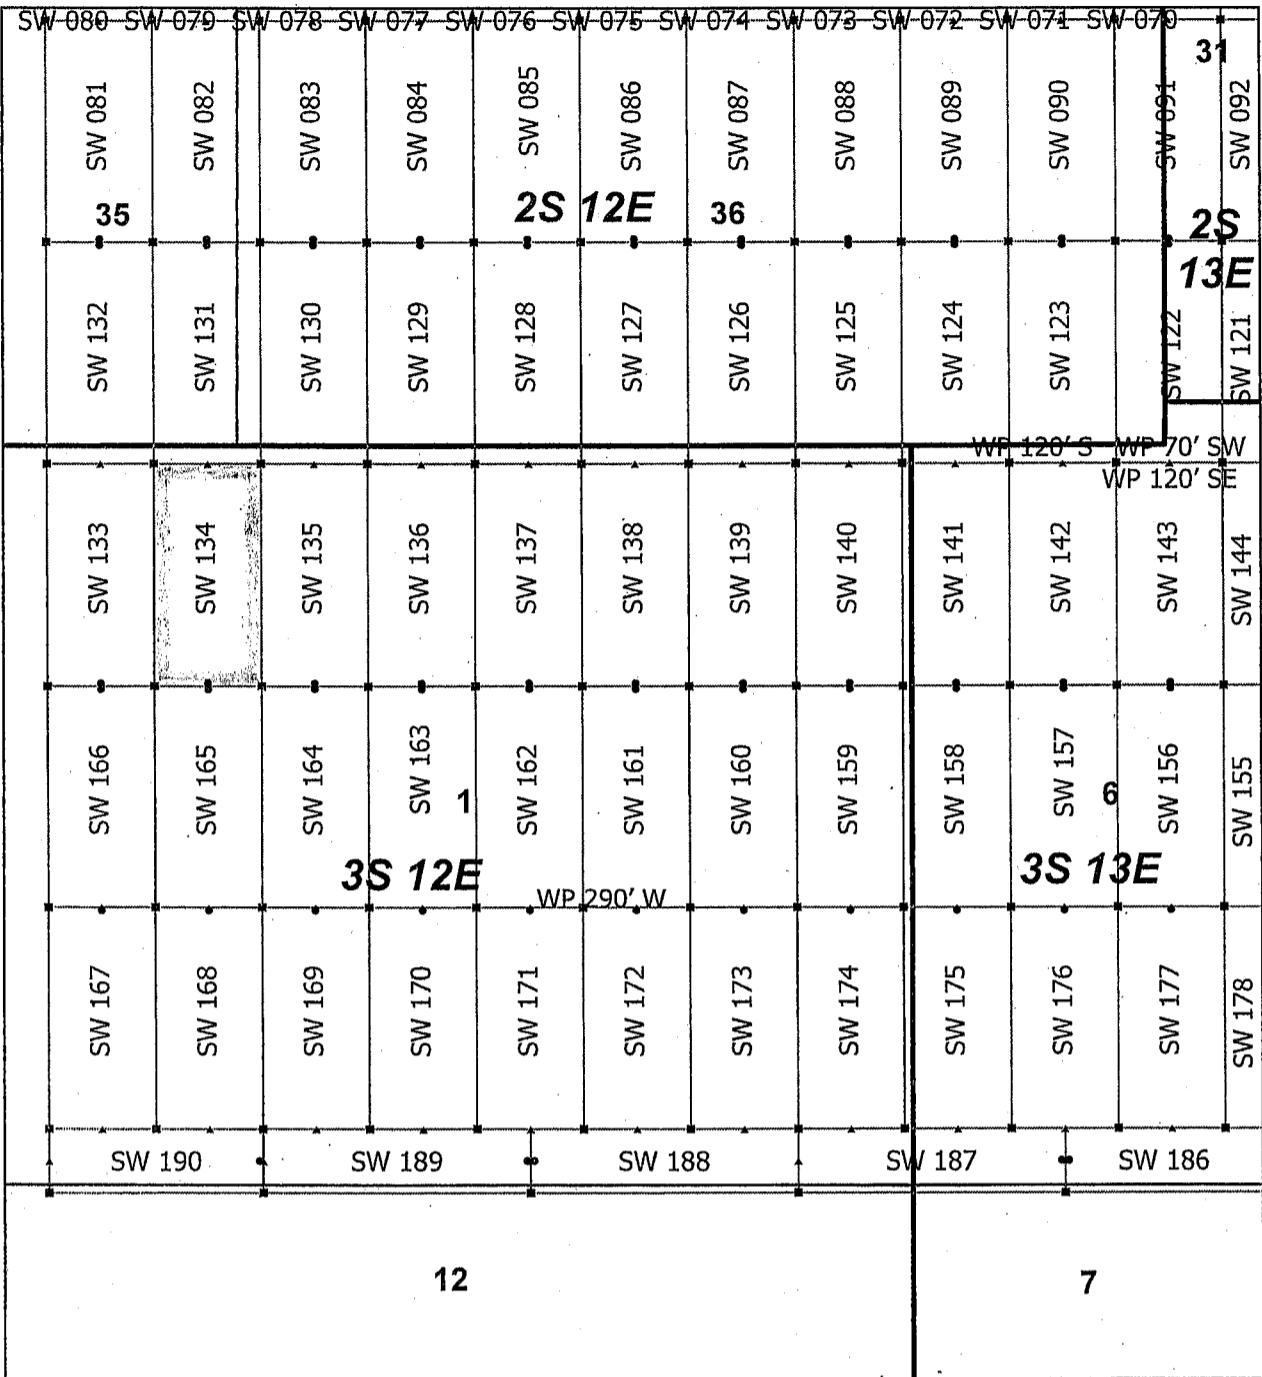 SW 080 SW 079 SW 078 SW 077 SW 076 SW 075 SW 074 SW 073 SW 072 SW 071 SW 070
31
SW 081 SW 082 SW 083 SW 084 SW 085 SW 086 SW 087 SW 088 SW 089 SW 090 SW 091 SW 092
35 2S 12E 36 2S
13E
SW 132 SW 131 SW 130 SW 129 SW 128 SW 127 SW 126 SW 125 SW 124 SW 123 SW 122 SW 121
WP 120' S WP 70' SW
WP 120' SE
SW 133 SW 134 SW 135 SW 136 SW 137 SW 138 SW 139 SW 140 SW 141 SW 142 SW 143 SW 144
SW 166 SW 165 SW 164 SW 163 SW 162 SW 161 SW 160 SW 159 SW 158 SW 157 SW 156 SW 155
1 6
3S 12E 3S 13E
WP 290' W
SW 167 SW 168 SW 169 SW 170 SW 171 SW 172 SW 173 SW 174 SW 175 SW 176 SW 177 SW 178
SW 190 SW 189 SW 188 SW 187 SW 186
12 7